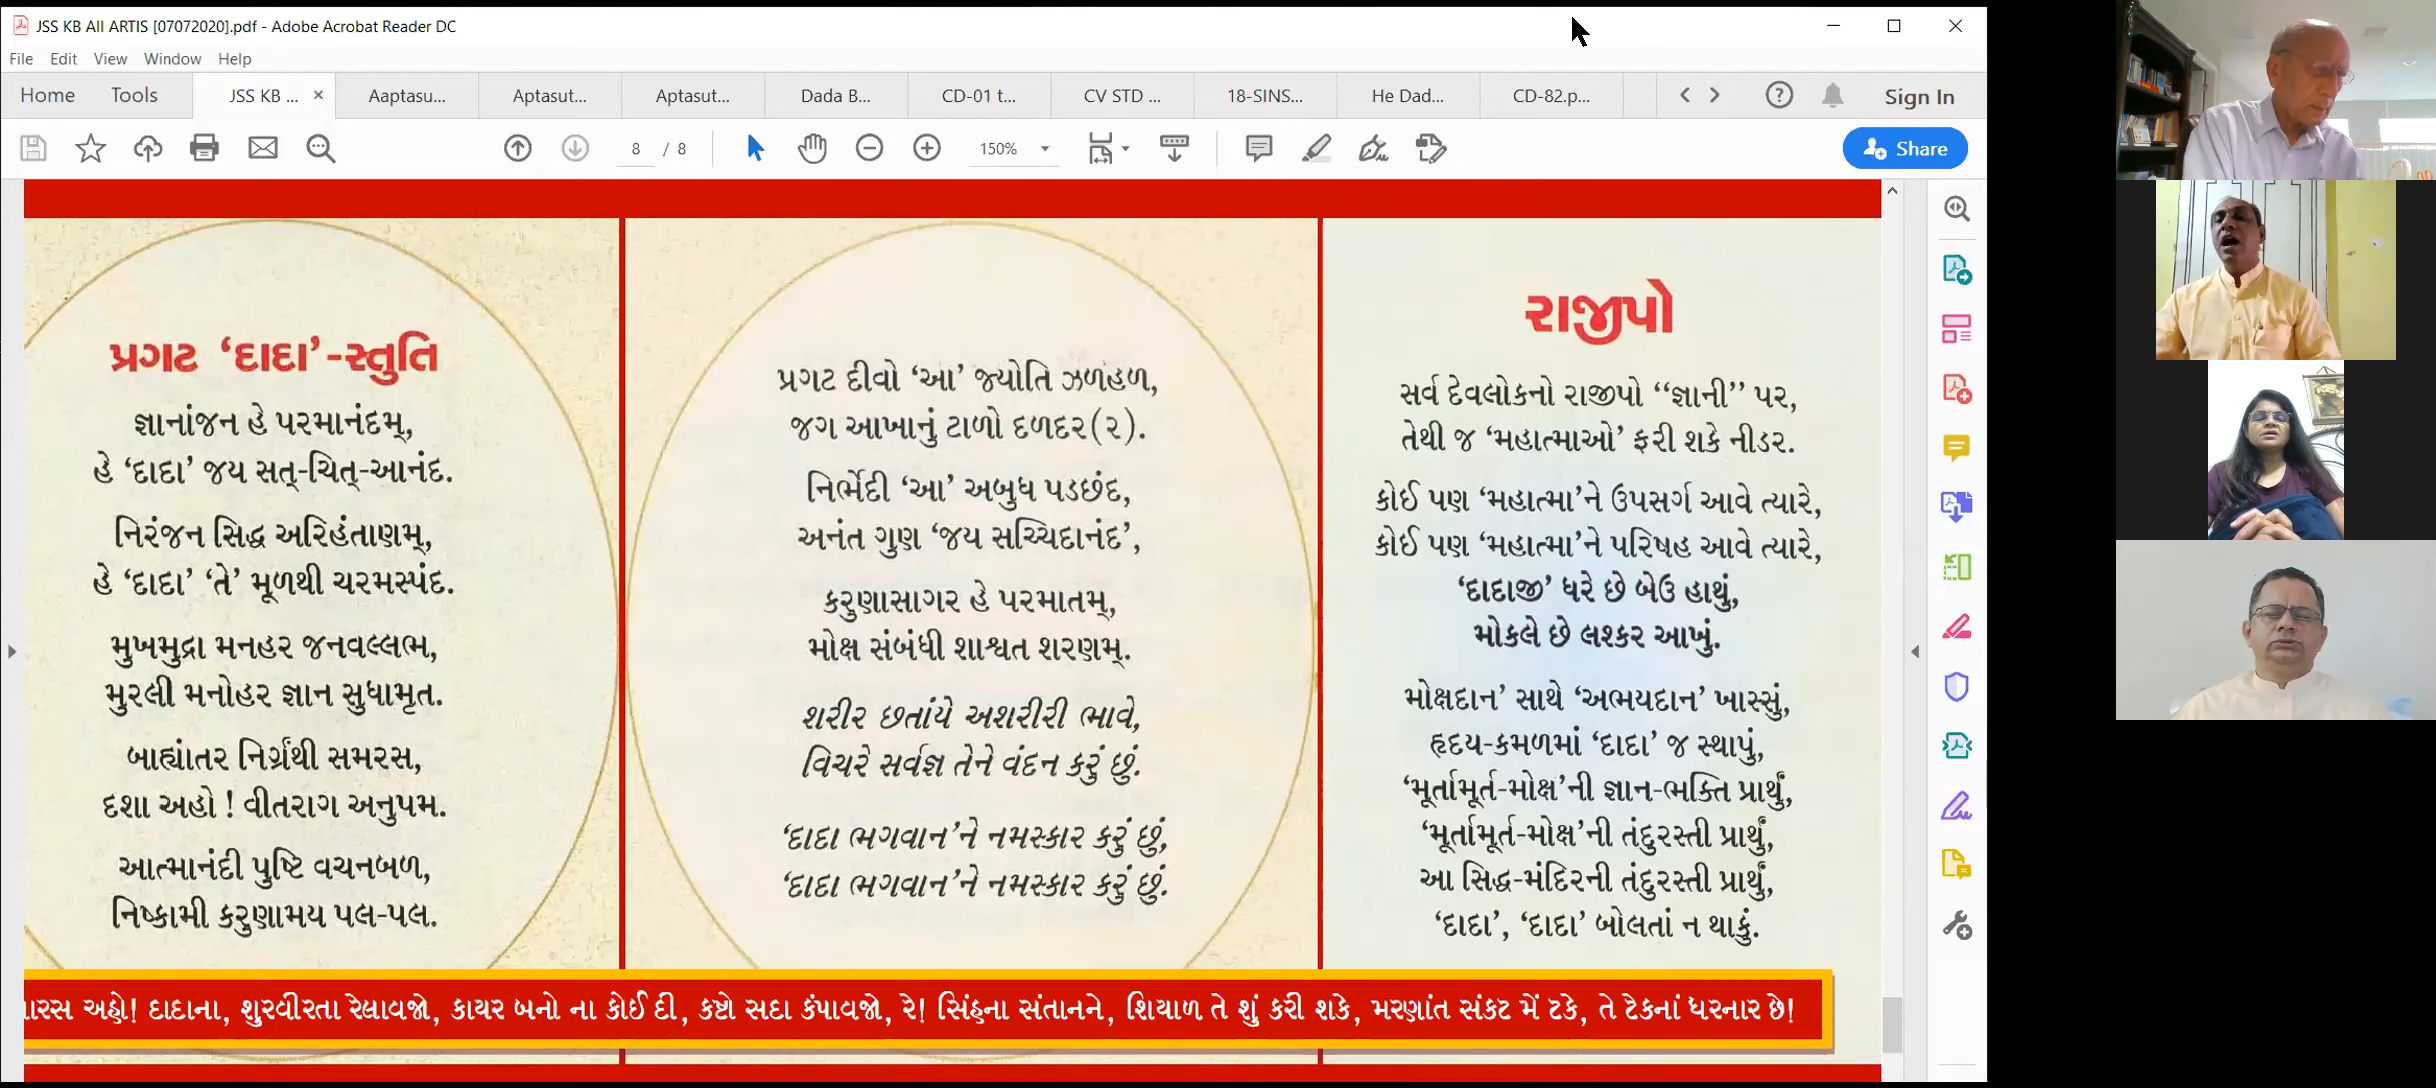 JSS KB All ARTIS [07072020].pdf - Adobe Acrobat Reader DC
File Edit View Window Help
Home Tools JSS KB ... × Aaptasu... Aptasut... Aptasut... Dada B... CD-01 t... CV STD ... 18-SINS... He Dad... CD-82.p... Sign In
8 / 8 150% Share
પ્રગટ ‘દાદા’-સ્તુતિ
જ્ઞાનાંજન હે પરમાનંદમ્,
હે ‘દાદા’ જય સત્-ચિત્-આનંદ.
નિરંજન સિદ્ધ અરિહંતાણમ્,
હે ‘દાદા’ ‘તે’ મૂળથી ચરમસ્પંદ.
મુખમુદ્રા મનહર જનવલ્લભ,
મુરલી મનોહર જ્ઞાન સુધામૃત.
બાહ્યાંતર નિર્ગ્રંથી સમરસ,
દશા અહો ! વીતરાગ અનુપમ.
આત્માનંદી પુષ્ટિ વચનબળ,
નિષ્કામી કરુણામય પલ-પલ.
પ્રગટ દીવો ‘આ’ જ્યોતિ ઝળહળ,
જગ આખાનું ટાળો દળદર(૨).
નિર્ભેદી ‘આ’ અબુધ પડછંદ,
અનંત ગુણ ‘જય સચ્ચિદાનંદ’,
કરુણાસાગર હે પરમાતમ્,
મોક્ષ સંબંધી શાશ્વત શરણમ્.
શરીર છતાંયે અશરીરી ભાવે,
વિચરે સર્વજ્ઞ તેને વંદન કરું છું.
‘દાદા ભગવાન’ને નમસ્કાર કરું છું,
‘દાદા ભગવાન’ને નમસ્કાર કરું છું.
રાજીપો
સર્વ દેવલોકનો રાજીપો “જ્ઞાની” પર,
તેથી જ ‘મહાત્માઓ’ ફરી શકે નીડર.
કોઈ પણ ‘મહાત્મા’ને ઉપસર્ગ આવે ત્યારે,
કોઈ પણ ‘મહાત્મા’ને પરિષહ આવે ત્યારે,
‘દાદાજી’ ધરે છે બેઉ હાથું,
મોકલે છે લશ્કર આખું.
મોક્ષદાન’ સાથે ‘અભયદાન’ ખાસ્સું,
હૃદય-કમળમાં ‘દાદા’ જ સ્થાપું,
‘મૂર્તામૂર્ત-મોક્ષ’ની જ્ઞાન-ભક્તિ પ્રાર્થું,
‘મૂર્તામૂર્ત-મોક્ષ’ની તંદુરસ્તી પ્રાર્થું,
આ સિદ્ધ-મંદિરની તંદુરસ્તી પ્રાર્થું,
‘દાદા’, ‘દાદા’ બોલતાં ન થાકું.
અહો! દાદાના, શુરવીરતા રેલાવજો, કાયર બનો ના કોઈ દી, કષ્ટો સદા કંપાવજો, રે! સિંહના સંતાનને, શિયાળ તે શું કરી શકે, મરણાંત સંકટ મેં ટકે, તે ટેકનાં ધરનાર છે!